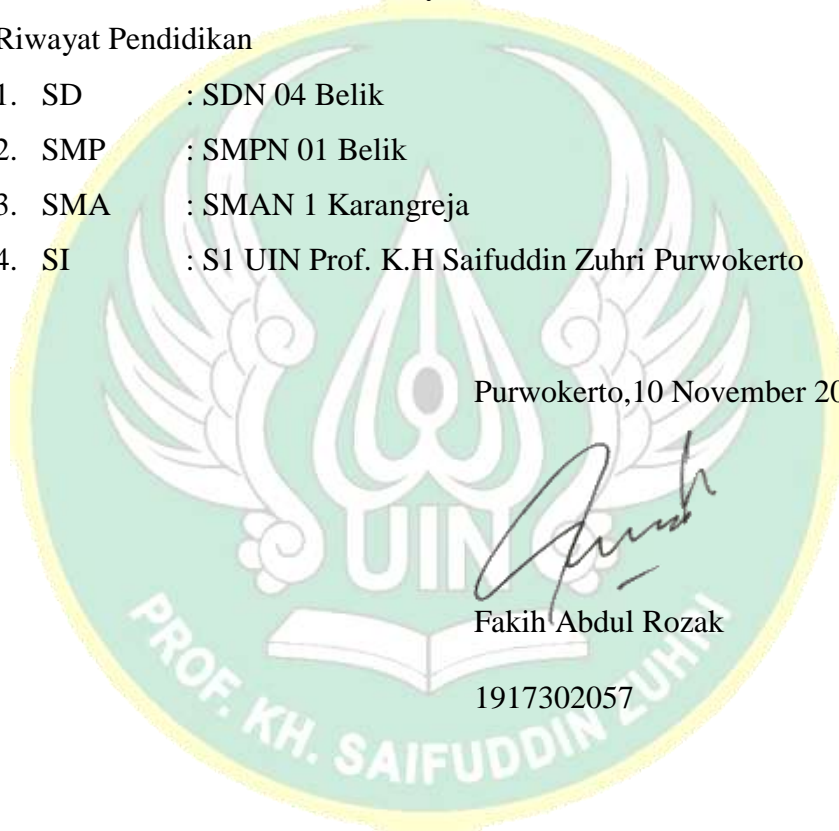 Riwayat Pendidikan
1. SD : SDN 04 Belik
2. SMP : SMPN 01 Belik
3. SMA : SMAN 1 Karangreja
4. SI : S1 UIN Prof. K.H Saifuddin Zuhri Purwokerto
Purwokerto,10 November 20
Fakih Abdul Rozak
1917302057
UIN
PROF. KH. SAIFUDDIN ZUHRI